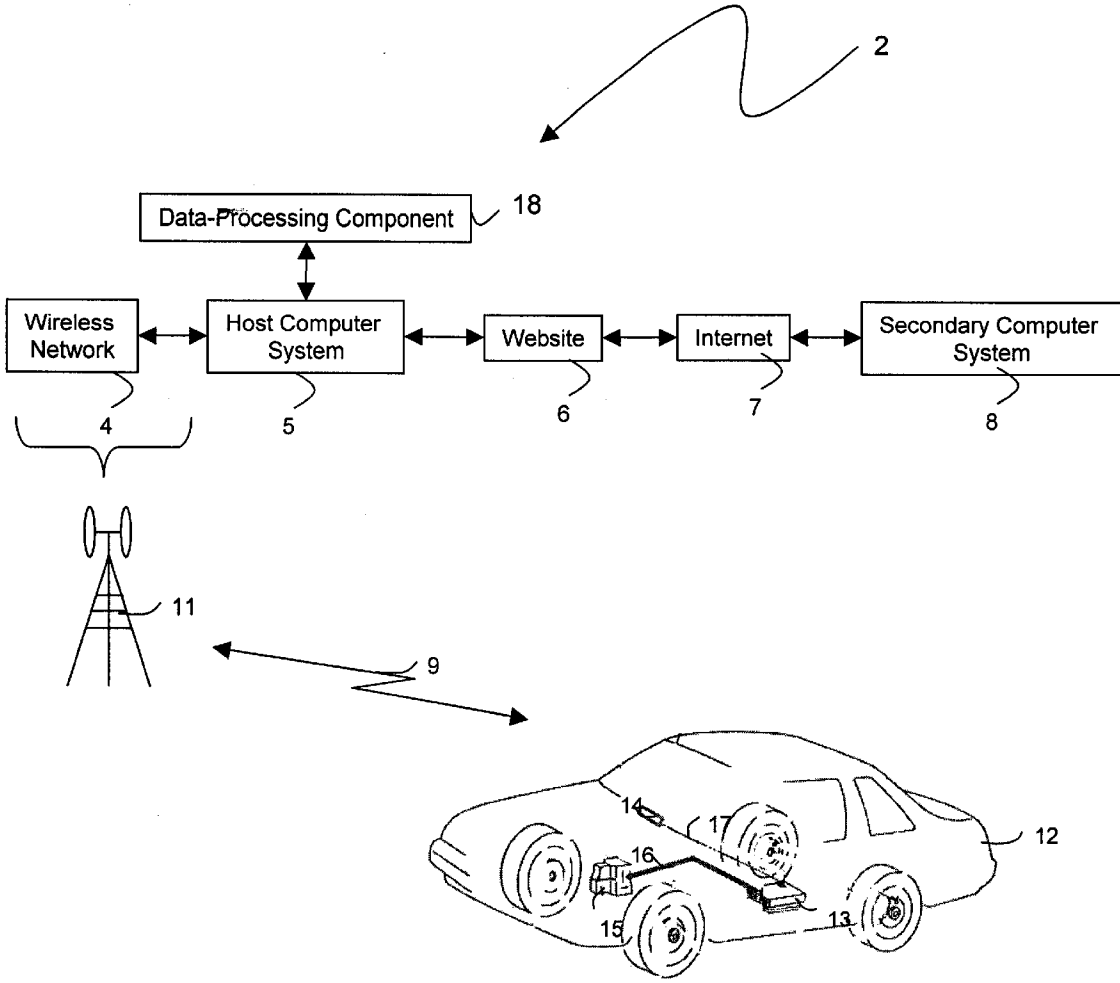 2
Data-Processing Component
18
Wireless
Network
Host Computer
System
Website
Internet
Secondary Computer
System
4
5
6
7
8
11
9
14
17
12
16
15
13